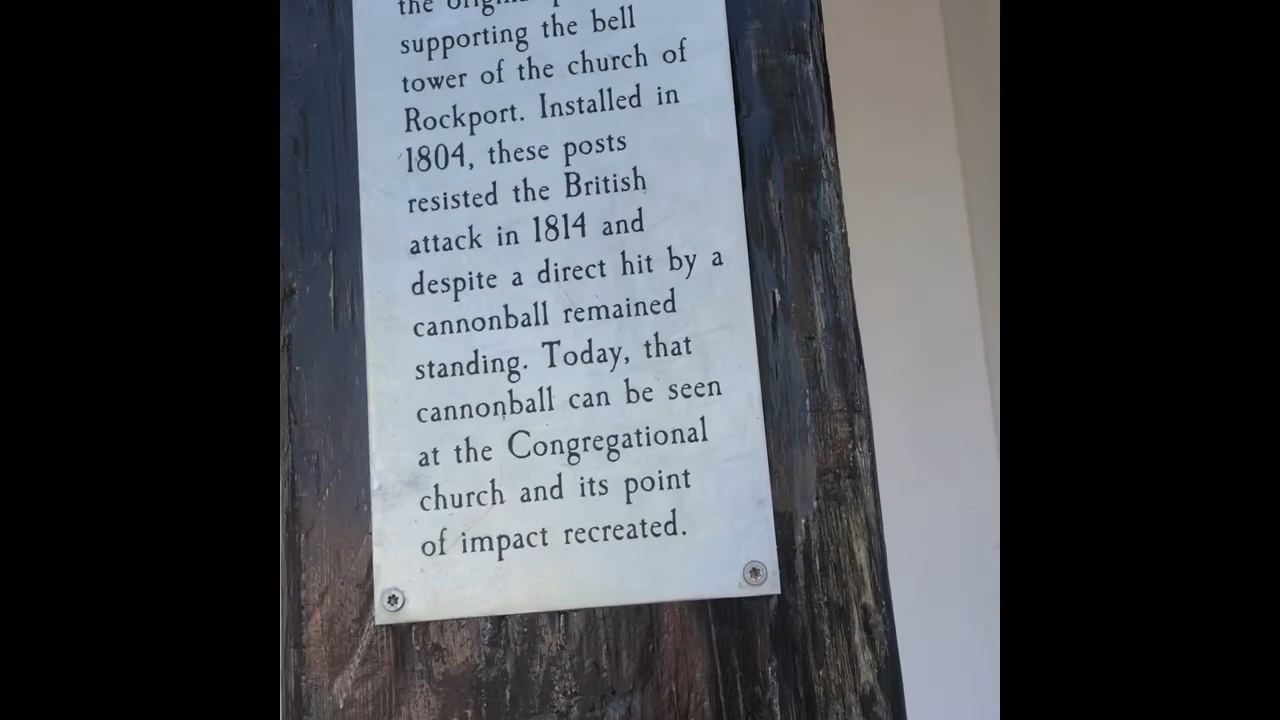 the
supporting the bell
tower of the church of
Rockport. Installed in
1804, these posts
resisted the British
attack in 1814 and
despite a direct hit by a
cannonball remained
standing. Today, that
cannonball can be seen
at the Congregational
church and its point
of impact recreated.